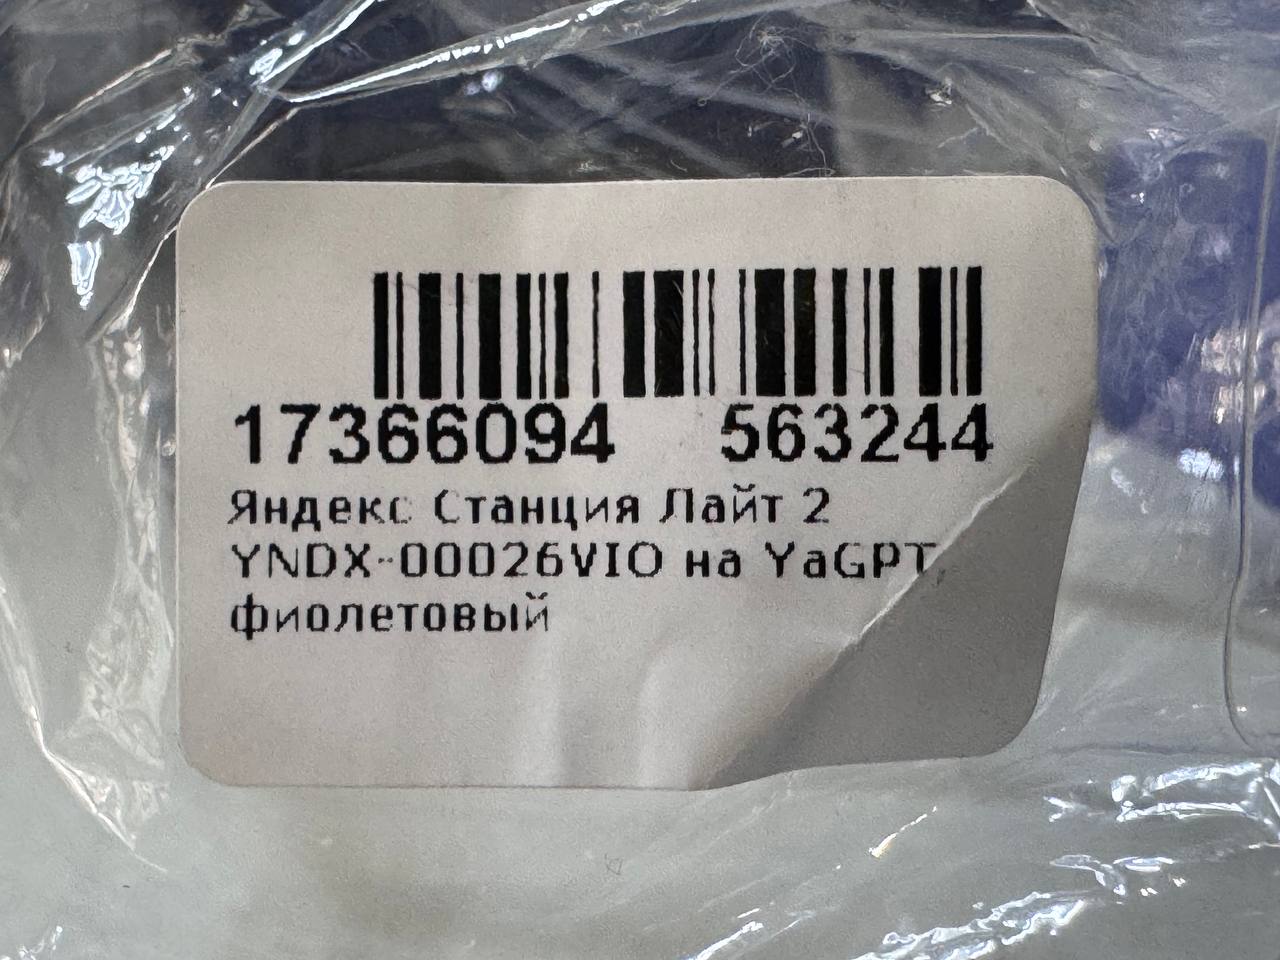 17366094 563244
Яндекс Станция Лайт 2
YNDX-00026VIO на YaGPT,
фиолетовый